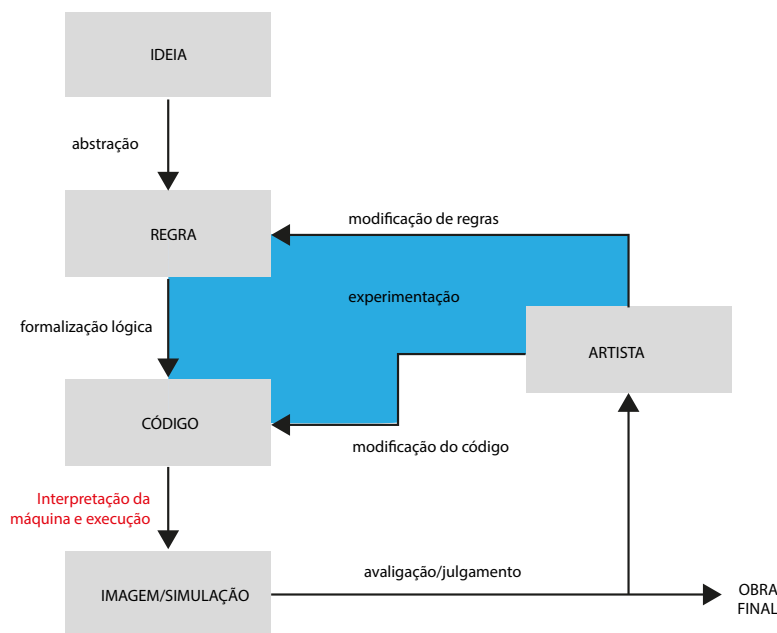 IDEIA
abstração
modificação de regras
REGRA
experimentação
formalização lógica
ARTISTA
CÓDIGO
modificação do código
Interpretação da
máquina e execução
avaligação/julgamento
IMAGEM/SIMULAÇÃO
OBRA
FINAL